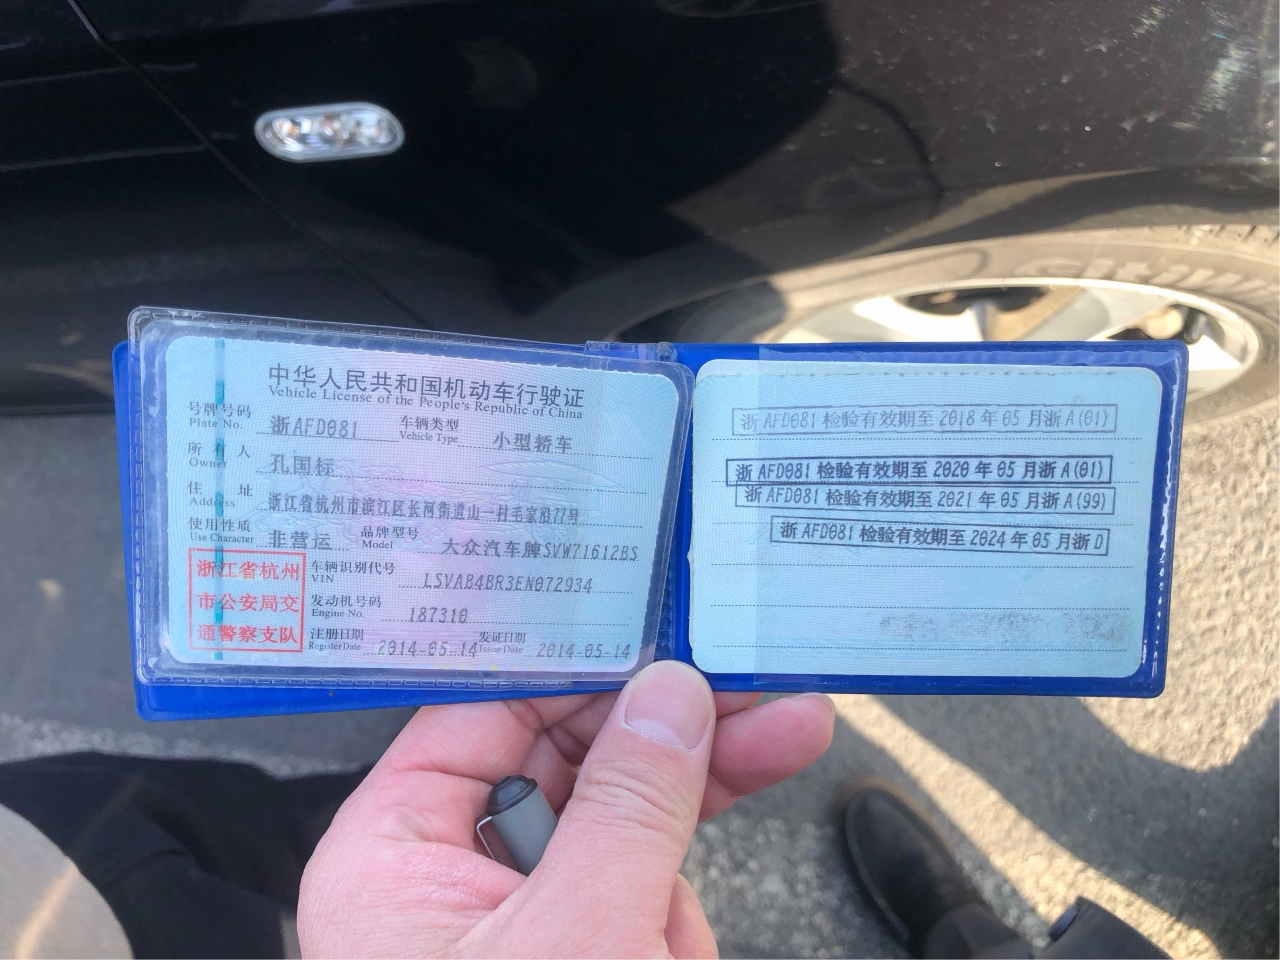 中华人民共和国机动车行驶证
Vehicle License of the People's Republic of China
号牌号码 浙AFD081 车辆类型 小型轿车
Plate No. Vehicle Type
所有人 孔国标
Owner
住址 浙江省杭州市滨江区长河街道山一村毛家沿77号
Address
使用性质 非营运 品牌型号 大众汽车牌SVW71612BS
Use Character Model
浙江省杭州
市公安局交
通警察支队
车辆识别代号 LSVAB4BR3EN072934
VIN
发动机号码 187310
Engine No.
注册日期 2014-05-14 发证日期 2014-05-14
Register Date Issue Date
浙AFD081检验有效期至2018年05月浙A(01)
浙AFD081检验有效期至2020年05月浙A(01)
浙AFD081检验有效期至2021年05月浙A(99)
浙AFD081检验有效期至2024年05月浙D